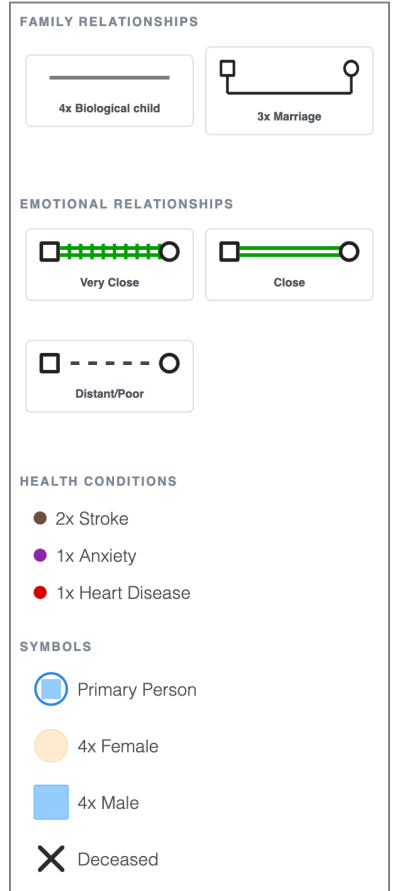 FAMILY RELATIONSHIPS
4x Biological child
3x Marriage
EMOTIONAL RELATIONSHIPS
Very Close
Close
Distant/Poor
HEALTH CONDITIONS
2x Stroke
1x Anxiety
1x Heart Disease
SYMBOLS
Primary Person
4x Female
4x Male
Deceased